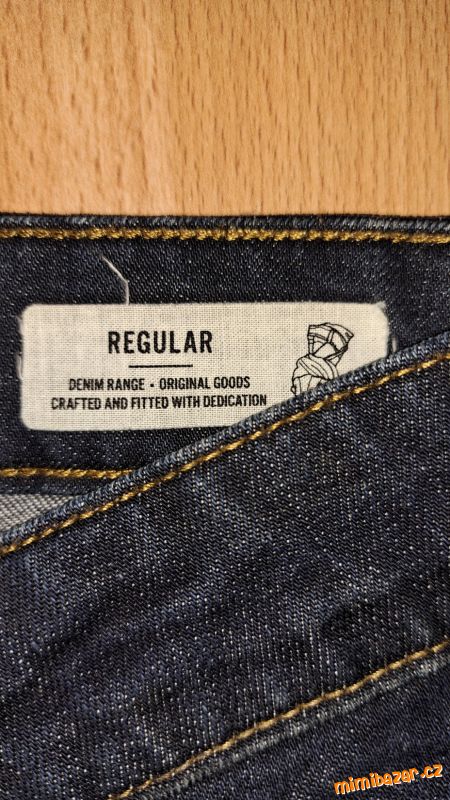 REGULAR
DENIM RANGE • ORIGINAL GOODS
CRAFTED AND FITTED WITH DEDICATION
mimibazar.cz